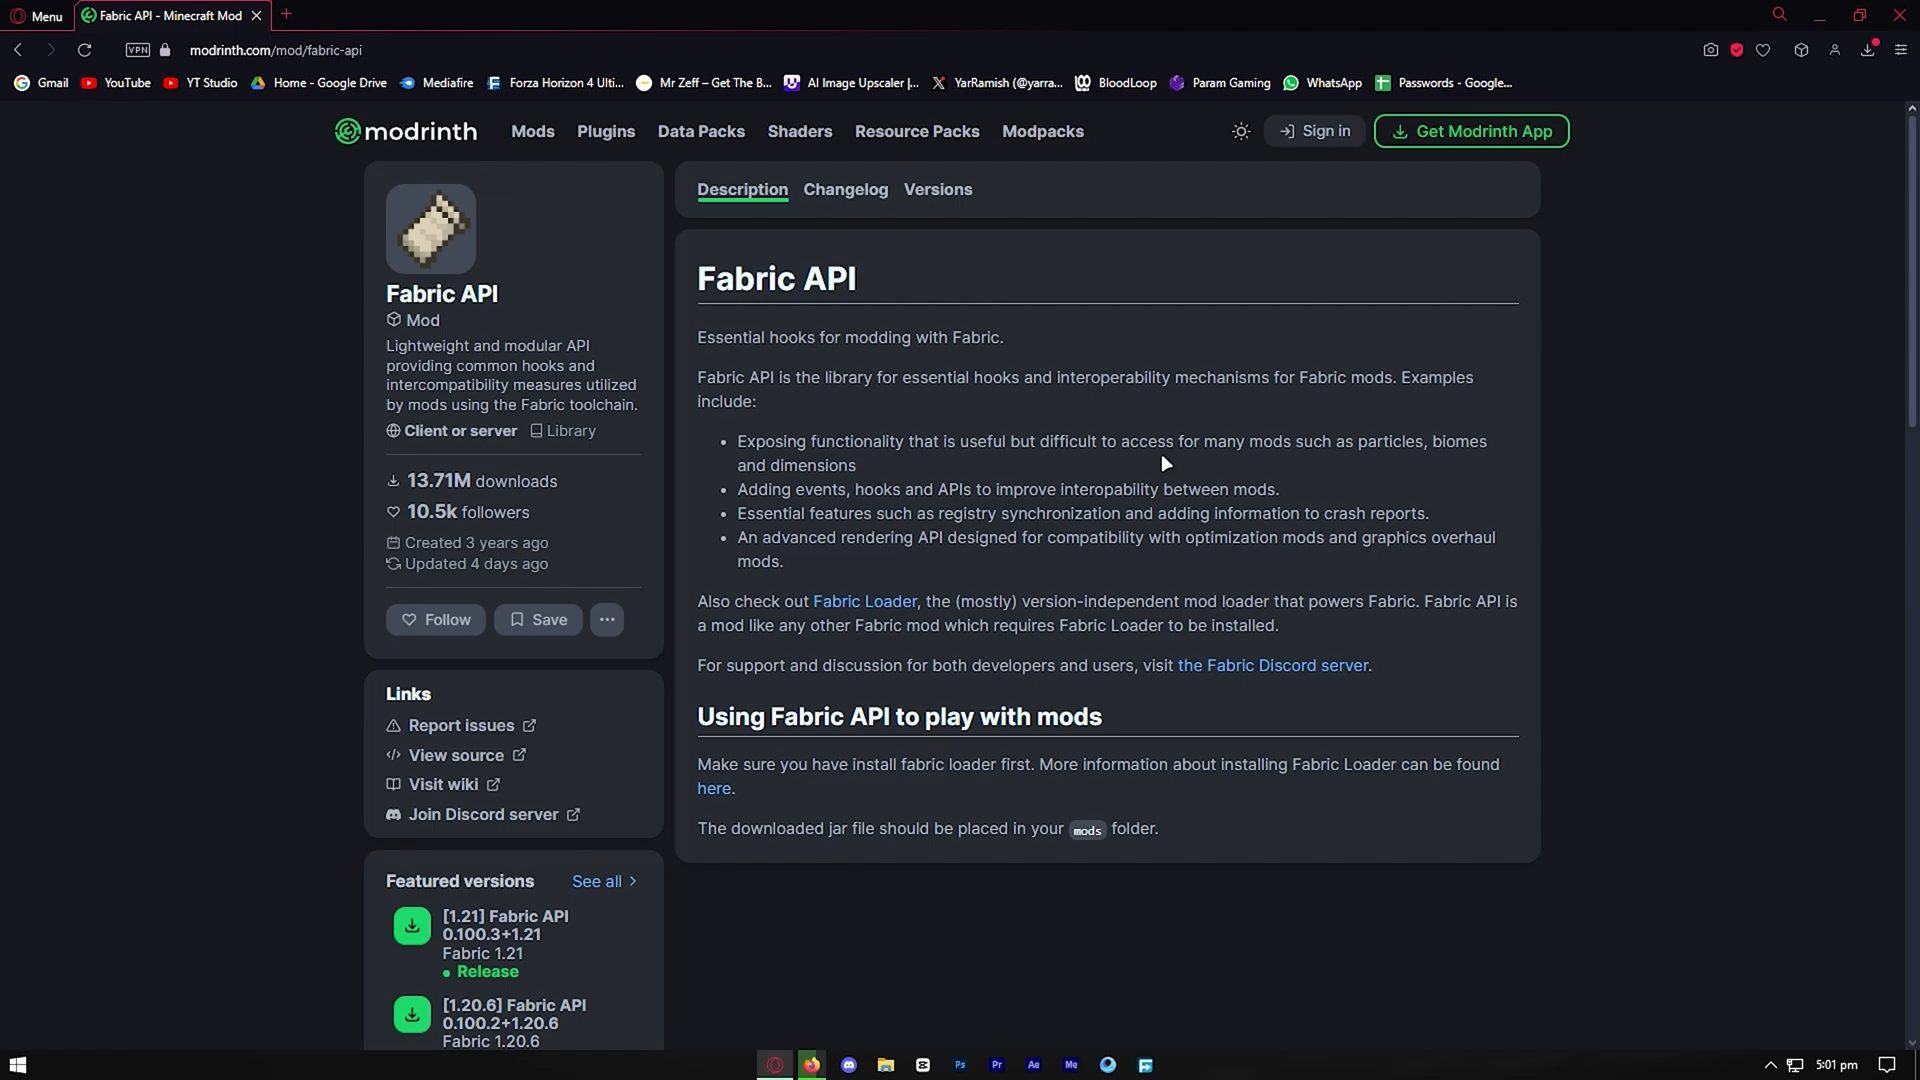 Menu
Fabric API - Minecraft Mod
VPN
modrinth.com/mod/fabric-api
Gmail
YouTube
YT Studio
Home - Google Drive
Mediafire
Forza Horizon 4 Ulti...
Mr Zeff – Get The B...
AI Image Upscaler |...
YarRamish (@yarra...
BloodLoop
Param Gaming
WhatsApp
Passwords - Google...
modrinth
Mods
Plugins
Data Packs
Shaders
Resource Packs
Modpacks
Sign in
Get Modrinth App
Fabric API
Mod
Lightweight and modular API
providing common hooks and
intercompatibility measures utilized
by mods using the Fabric toolchain.
Client or server
Library
13.71M downloads
10.5k followers
Created 3 years ago
Updated 4 days ago
Follow
Save
Links
Report issues
View source
Visit wiki
Join Discord server
Featured versions
See all
[1.21] Fabric API
0.100.3+1.21
Fabric 1.21
• Release
[1.20.6] Fabric API
0.100.2+1.20.6
Fabric 1.20.6
Description
Changelog
Versions
Fabric API
Essential hooks for modding with Fabric.
Fabric API is the library for essential hooks and interoperability mechanisms for Fabric mods. Examples
include:
• Exposing functionality that is useful but difficult to access for many mods such as particles, biomes
and dimensions
• Adding events, hooks and APIs to improve interopability between mods.
• Essential features such as registry synchronization and adding information to crash reports.
• An advanced rendering API designed for compatibility with optimization mods and graphics overhaul
mods.
Also check out Fabric Loader, the (mostly) version-independent mod loader that powers Fabric. Fabric API is
a mod like any other Fabric mod which requires Fabric Loader to be installed.
For support and discussion for both developers and users, visit the Fabric Discord server.
Using Fabric API to play with mods
Make sure you have install fabric loader first. More information about installing Fabric Loader can be found
here.
The downloaded jar file should be placed in your mods folder.
Ps
Pr
Ae
Me
5:01 pm